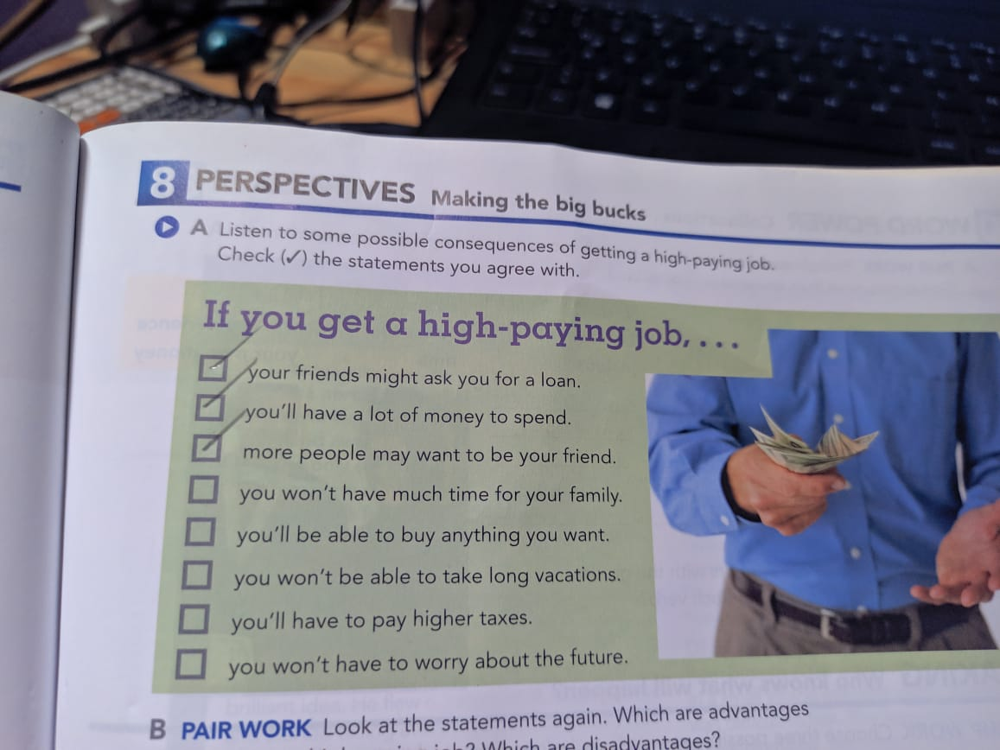 8 PERSPECTIVES Making the big bucks
A Listen to some possible consequences of getting a high-paying job.
Check (✓) the statements you agree with.
If you get a high-paying job, . . .
your friends might ask you for a loan.
you'll have a lot of money to spend.
more people may want to be your friend.
you won't have much time for your family.
you'll be able to buy anything you want.
you won't be able to take long vacations.
you'll have to pay higher taxes.
you won't have to worry about the future.
B PAIR WORK Look at the statements again. Which are advantages
job? Which are disadvantages?